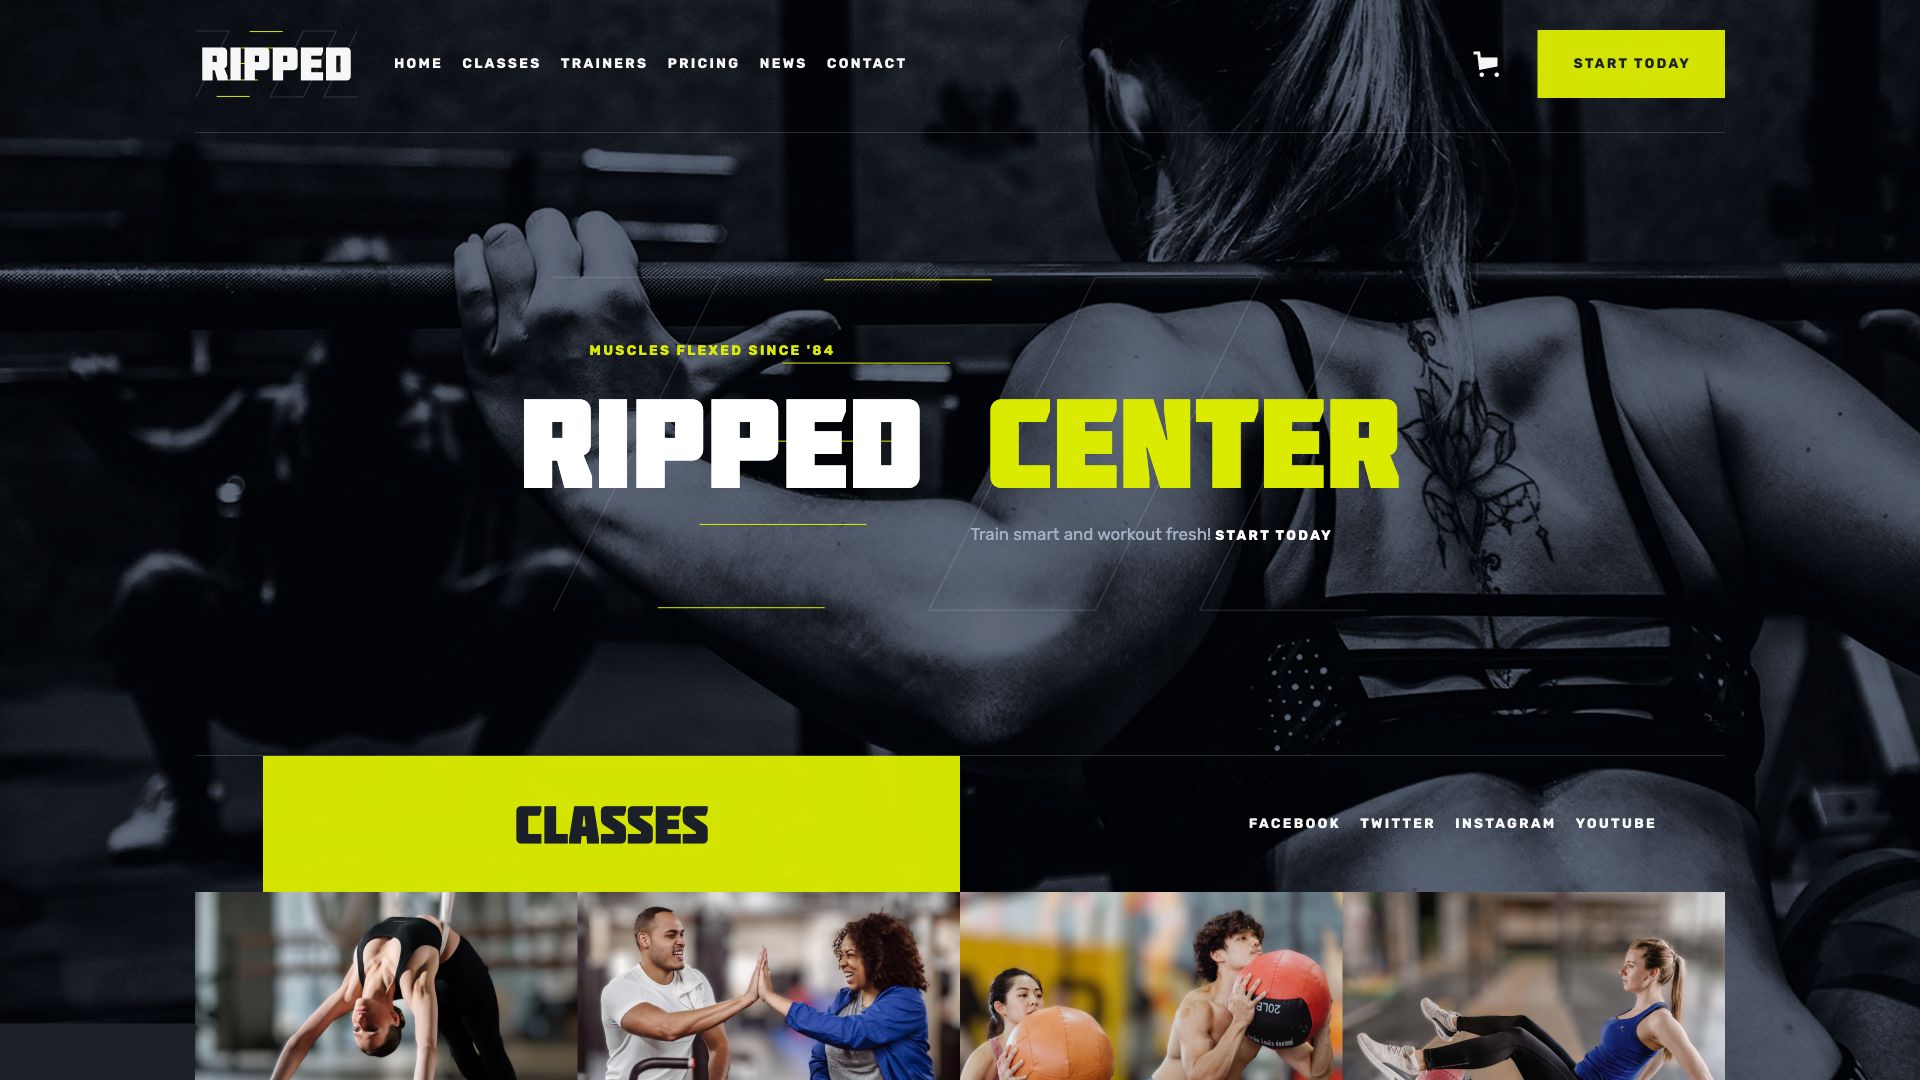 RIPPED
HOME CLASSES TRAINERS PRICING NEWS CONTACT
START TODAY
MUSCLES FLEXED SINCE '84
RIPPED CENTER
Train smart and workout fresh! START TODAY
CLASSES
FACEBOOK TWITTER INSTAGRAM YOUTUBE
20LB